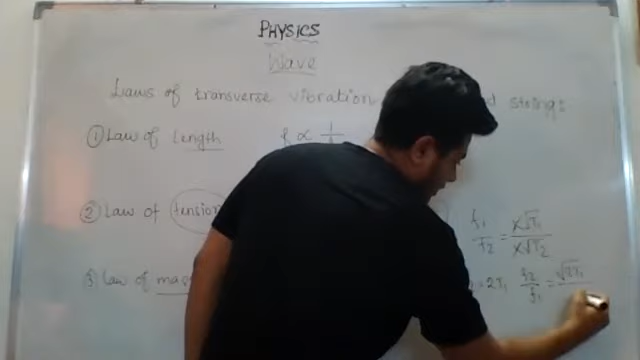 PHYSICS
Wave
Laws of transverse vibration strings
① Law of length f ∝ 1
② Law of tension f₁/f₂ = ×√T₁/×√T₂
③ Law of mass = 2T₁ f₂/f₁ = √2T₁